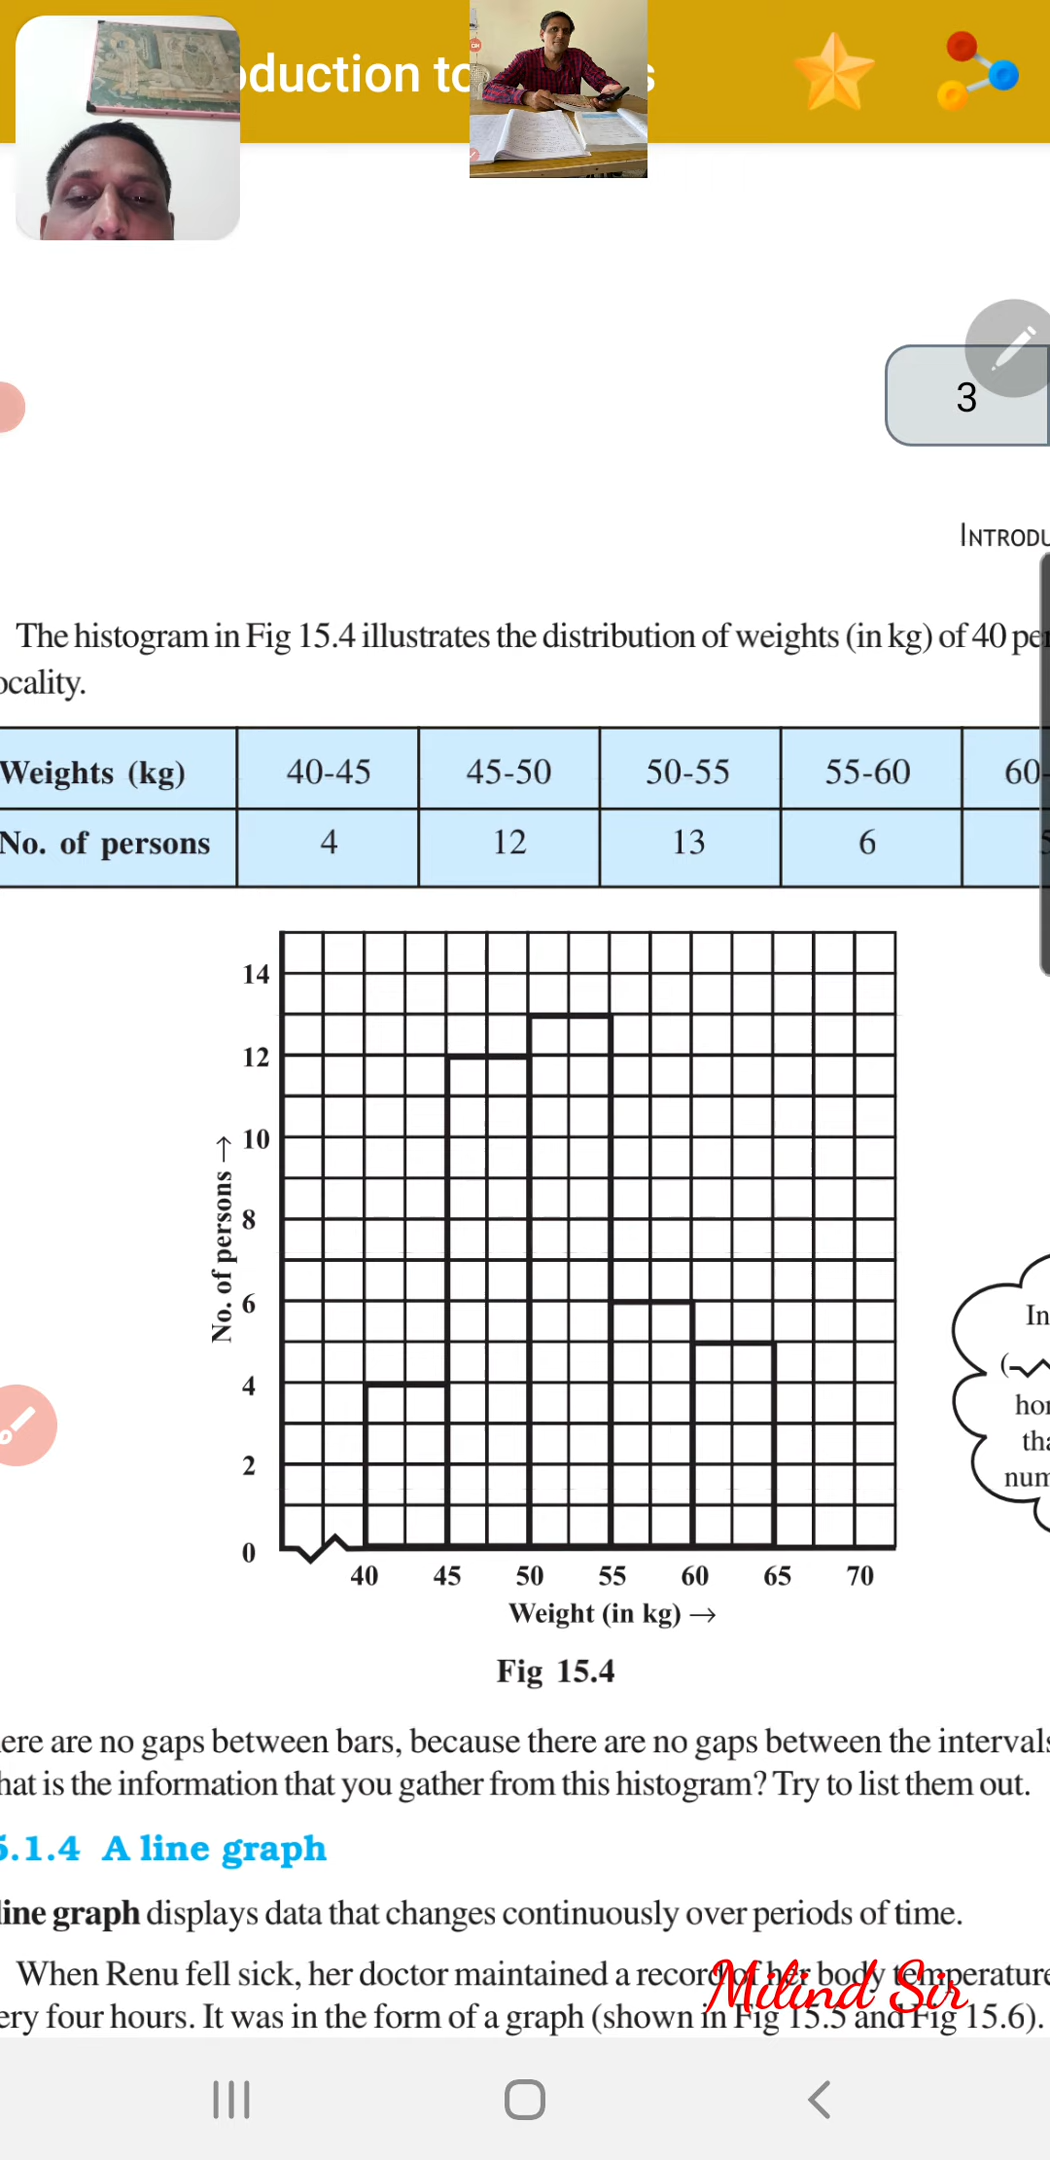 duction to
s
3
INTRODU
The histogram in Fig 15.4 illustrates the distribution of weights (in kg) of 40 pe
ocality.
Weights (kg) 40-45 45-50 50-55 55-60 60-
No. of persons 4 12 13 6
14
12
10
8
6
4
2
0
No. of persons →
40 45 50 55 60 65 70
Weight (in kg) →
Fig 15.4
In
(
hor
tha
num
ere are no gaps between bars, because there are no gaps between the intervals
hat is the information that you gather from this histogram? Try to list them out.
5.1.4 A line graph
line graph displays data that changes continuously over periods of time.
When Renu fell sick, her doctor maintained a record of her body temperature
ery four hours. It was in the form of a graph (shown in Fig 15.5 and Fig 15.6).
Milind Sir